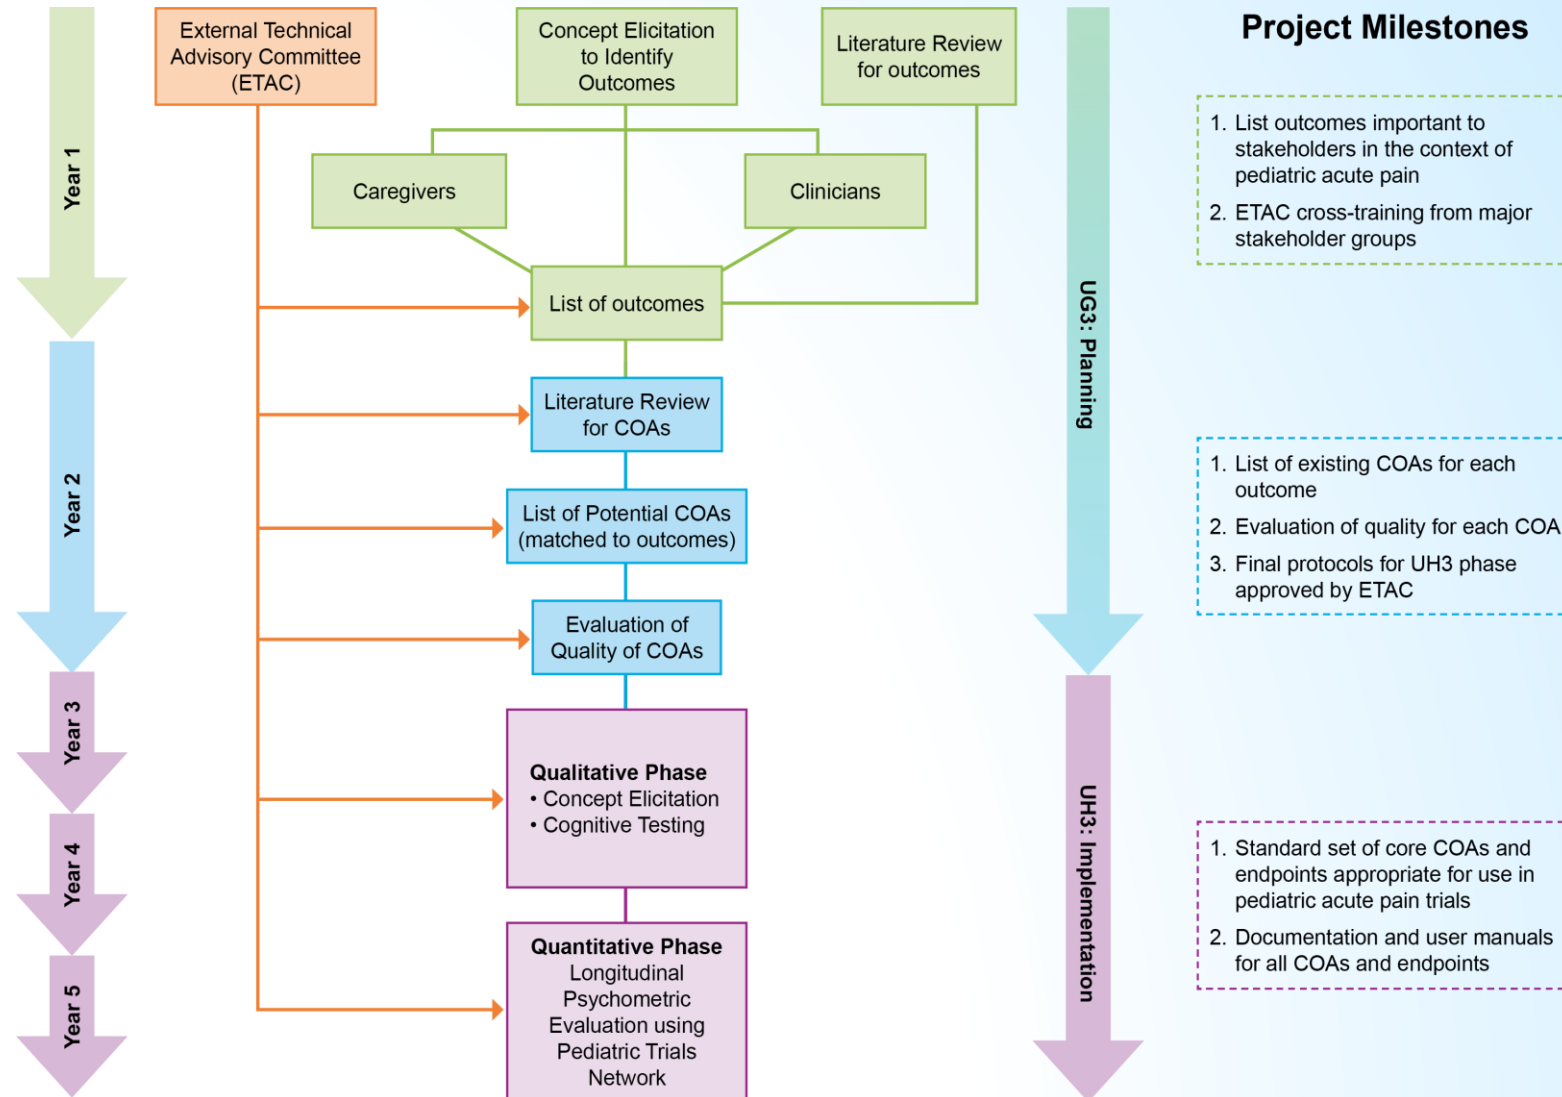 External Technical
Advisory Committee
(ETAC)
Concept Elicitation
to Identify
Outcomes
Literature Review
for outcomes
Caregivers
Clinicians
List of outcomes
Literature Review
for COAs
List of Potential COAs
(matched to outcomes)
Evaluation of
Quality of COAs
Qualitative Phase
• Concept Elicitation
• Cognitive Testing
Quantitative Phase
Longitudinal
Psychometric
Evaluation using
Pediatric Trials
Network
Year 1
Year 2
Year 3
Year 4
Year 5
UG3: Planning
UH3: Implementation
Project Milestones
1. List outcomes important to
stakeholders in the context of
pediatric acute pain
2. ETAC cross-training from major
stakeholder groups
1. List of existing COAs for each
outcome
2. Evaluation of quality for each COA
3. Final protocols for UH3 phase
approved by ETAC
1. Standard set of core COAs and
endpoints appropriate for use in
pediatric acute pain trials
2. Documentation and user manuals
for all COAs and endpoints